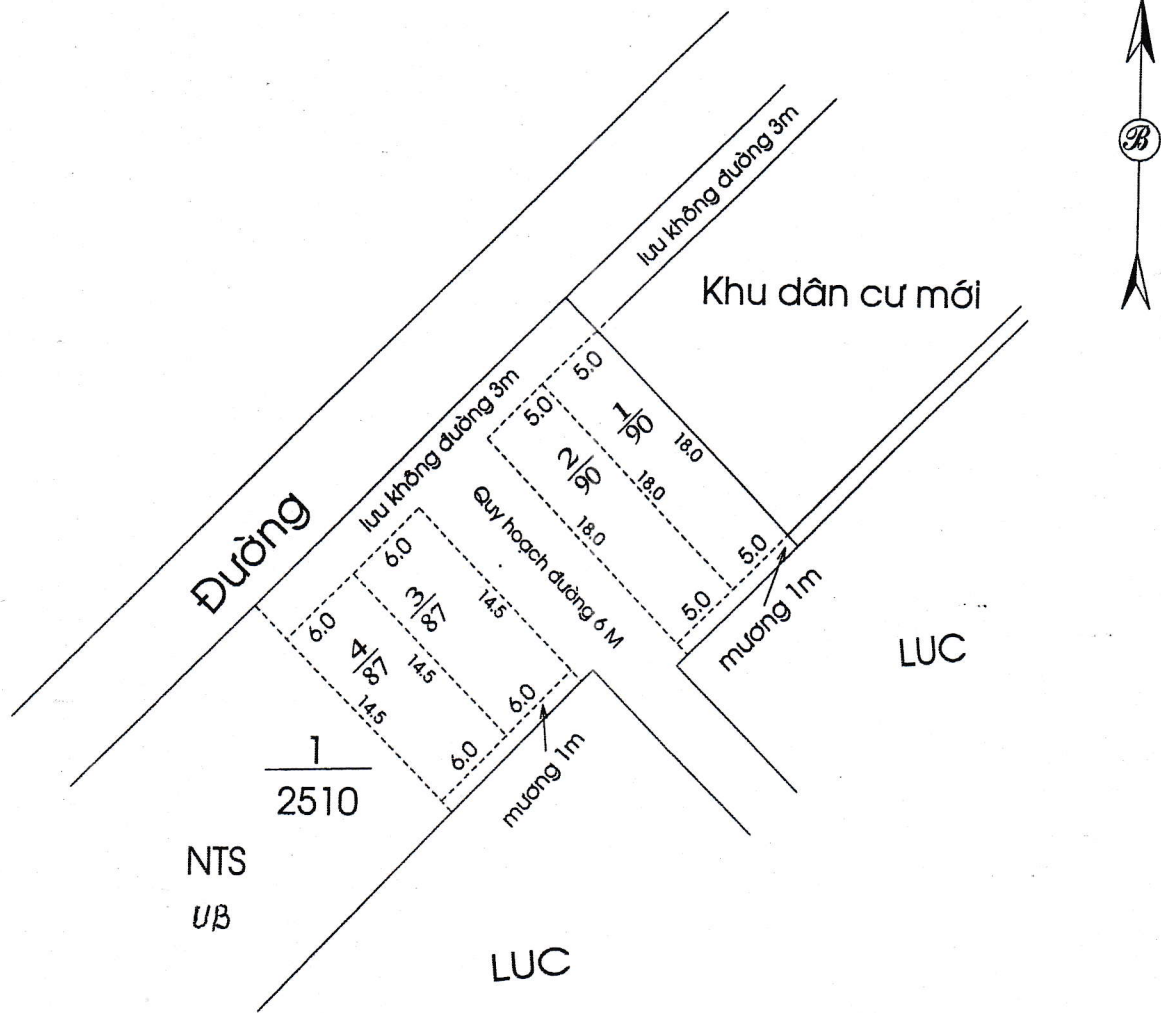 B
lưu không đường 3m
Khu dân cư mới
5.0
1/90
18.0
lưu không đường 3m
5.0
2/90
18.0
18.0
Quy hoạch đường 6 M
5.0
5.0
mương 1m
LUC
Đường
6.0
3/87
14.5
6.0
4/87
14.5
14.5
6.0
6.0
mương 1m
1
2510
NTS
UB
LUC